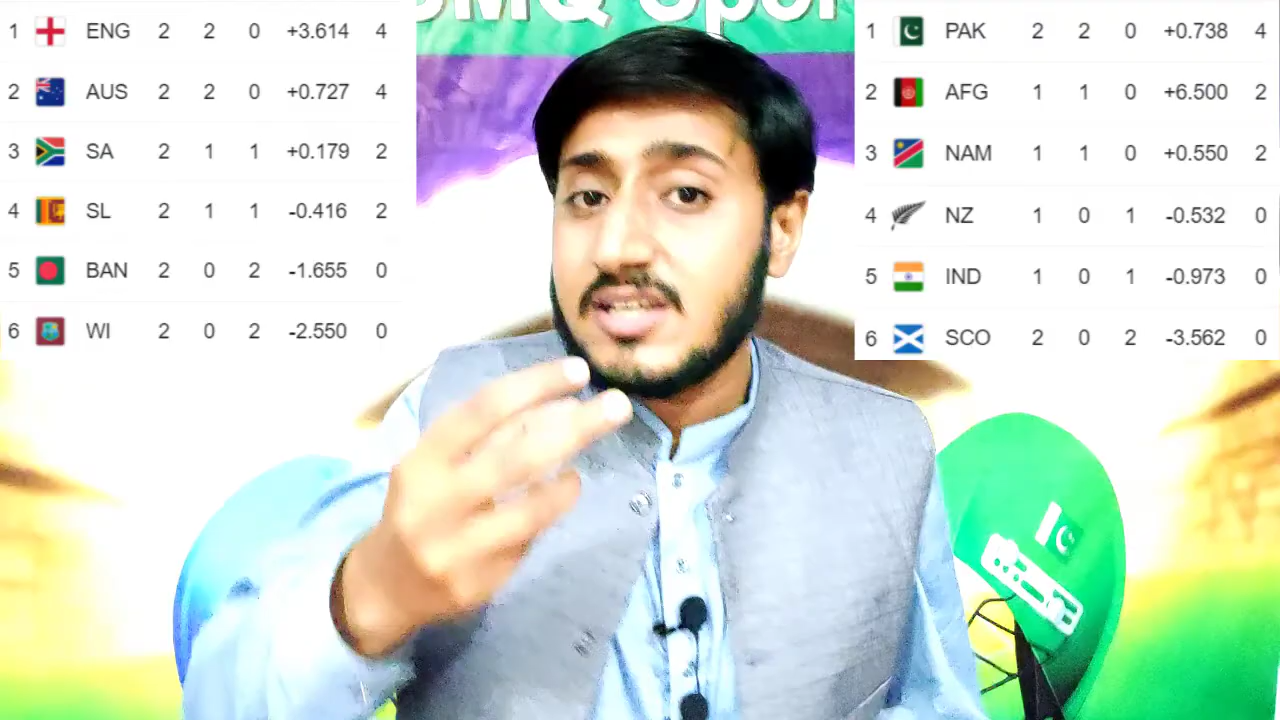 SMQ Spor
1 ENG 2 2 0 +3.614 4
2 AUS 2 2 0 +0.727 4
3 SA 2 1 1 +0.179 2
4 SL 2 1 1 -0.416 2
5 BAN 2 0 2 -1.655 0
6 WI 2 0 2 -2.550 0
1 PAK 2 2 0 +0.738 4
2 AFG 1 1 0 +6.500 2
3 NAM 1 1 0 +0.550 2
4 NZ 1 0 1 -0.532 0
5 IND 1 0 1 -0.973 0
6 SCO 2 0 2 -3.562 0